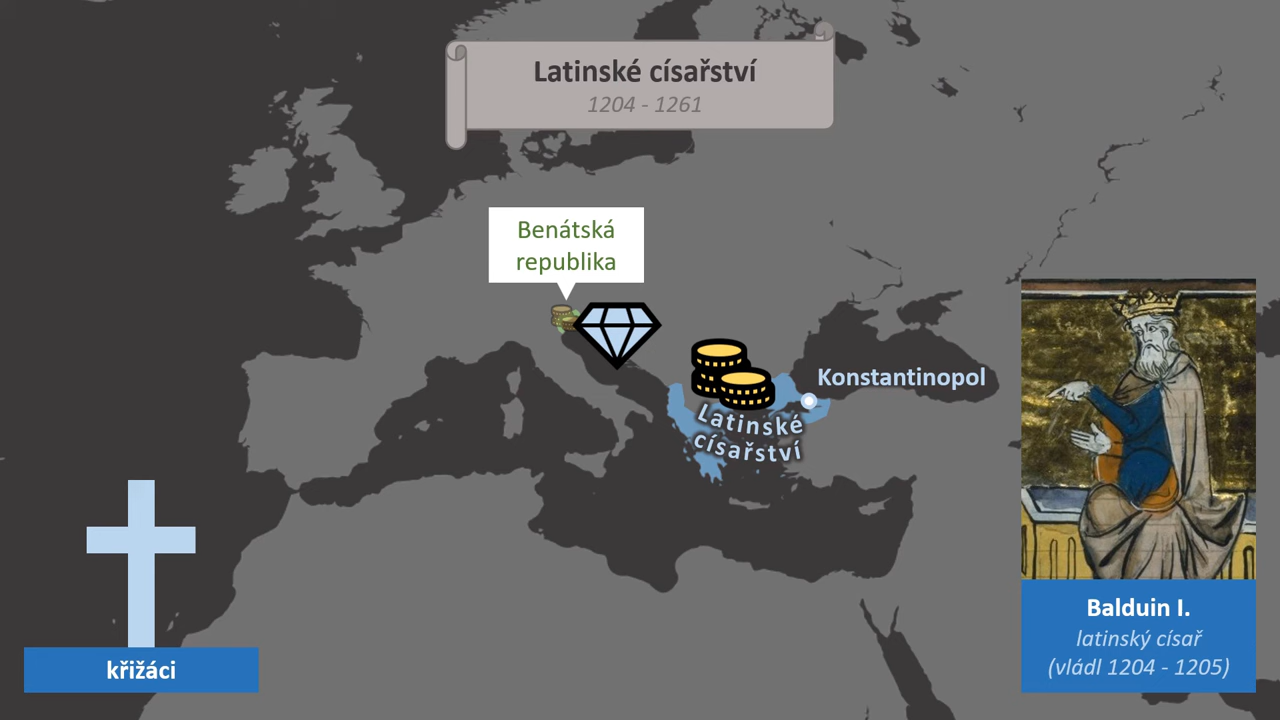 Latinské císařství
1204 - 1261
Benátská
republika
Konstantinopol
Latinské
císařství
křižáci
Balduin I.
latinský císař
(vládl 1204 - 1205)